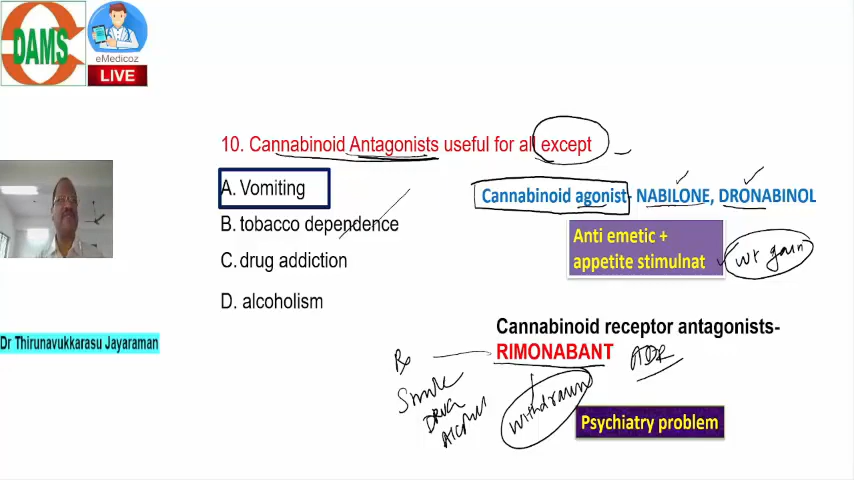 DAMS
eMedicoz
LIVE
10. Cannabinoid Antagonists useful for all except
A. Vomiting
B. tobacco dependence
C. drug addiction
D. alcoholism
Cannabinoid agonist- NABILONE, DRONABINOL
Anti emetic +
appetite stimulnat
wt gain
Cannabinoid receptor antagonists-
RIMONABANT
ADR
Rx
Smoke
Drug
Alcohol
withdrawn
Psychiatry problem
Dr Thirunavukkarasu Jayaraman